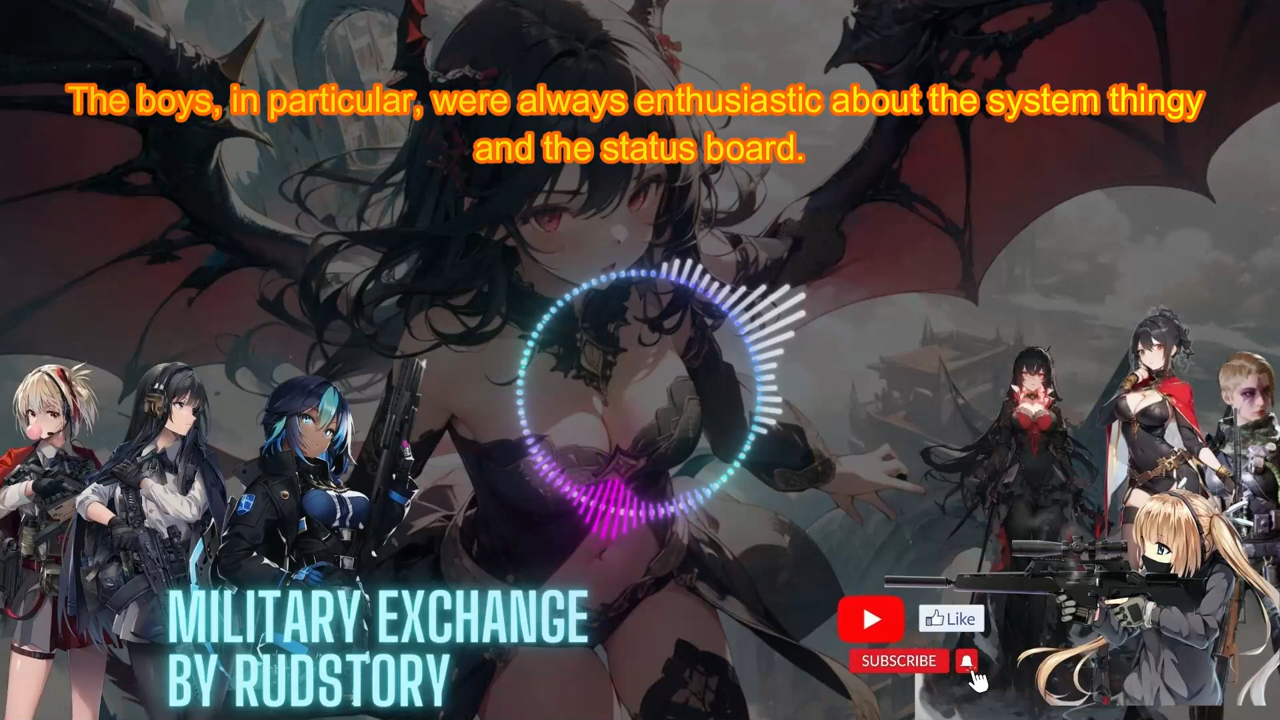 The boys, in particular, were always enthusiastic about the system thingy
and the status board.
MILITARY EXCHANGE
BY RUDSTORY
Like
SUBSCRIBE